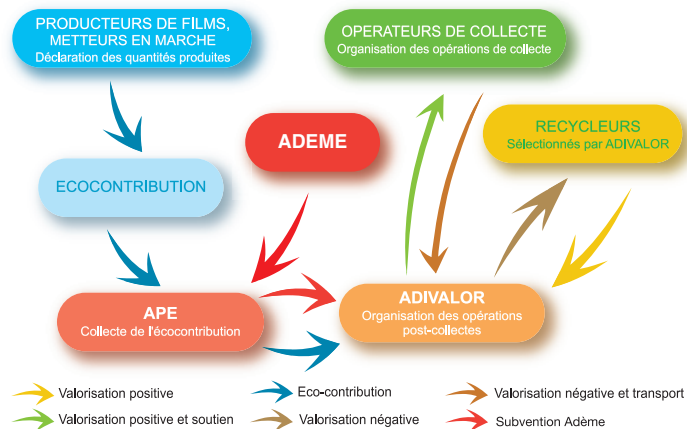 PRODUCTEURS DE FILMS,
METTEURS EN MARCHE
Déclaration des quantités produites
OPERATEURS DE COLLECTE
Organisation des opérations de collecte
RECYCLEURS
Sélectionnés par ADIVALOR
ADEME
ECOCONTRIBUTION
APE
Collecte de l'écocontribution
ADIVALOR
Organisation des opérations
post-collectes
Valorisation positive
Eco-contribution
Valorisation négative et transport
Valorisation positive et soutien
Valorisation négative
Subvention Adème